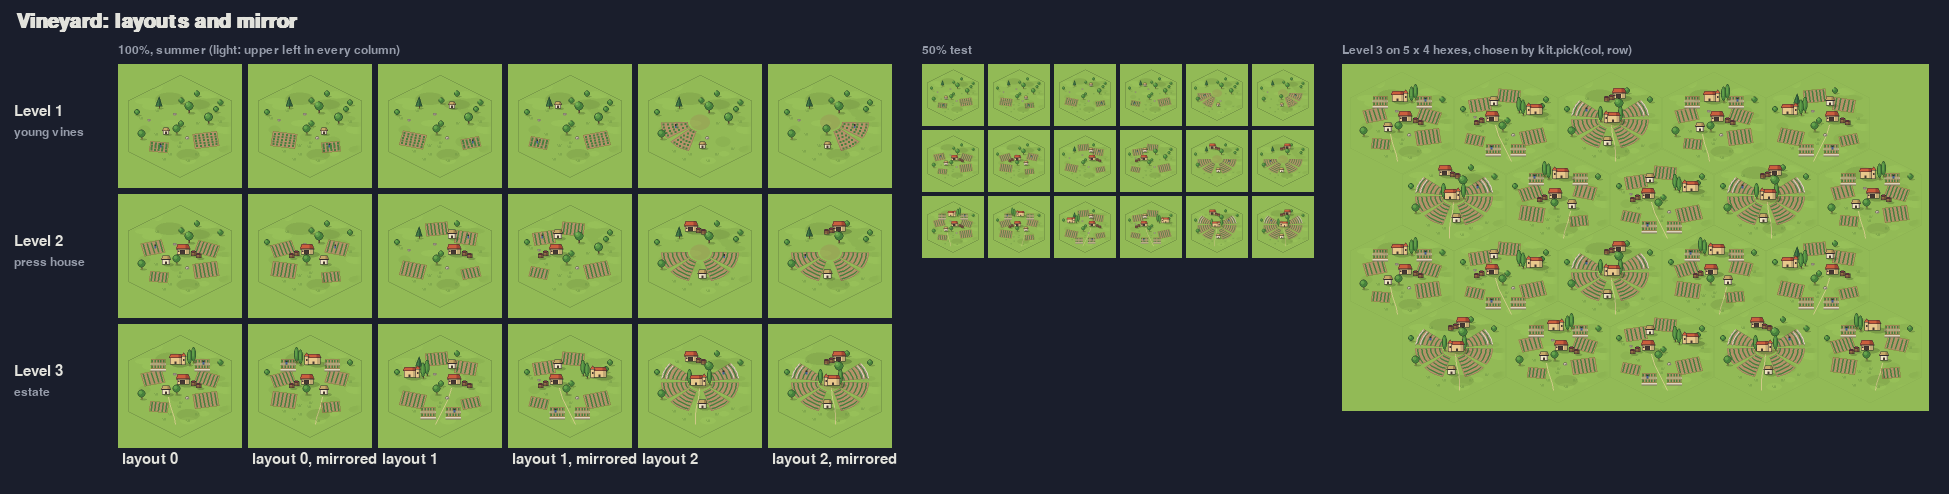 Vineyard: layouts and mirror
100%, summer (light: upper left in every column)
50% test
Level 3 on 5 x 4 hexes, chosen by kit.pick(col, row)
Level 1
young vines
Level 2
press house
Level 3
estate
layout 0
layout 0, mirrored
layout 1
layout 1, mirrored
layout 2
layout 2, mirrored